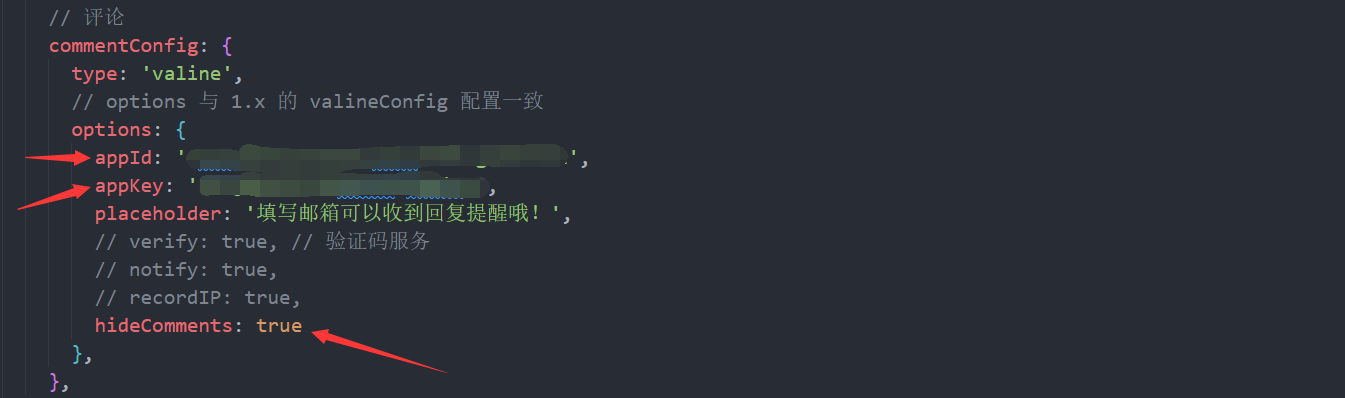 // 评论
commentConfig: {
type: 'valine',
// options 与 1.x 的 valineConfig 配置一致
options: {
appId: '',
appKey: ',
placeholder: '填写邮箱可以收到回复提醒哦！',
// verify: true, // 验证码服务
// notify: true,
// recordIP: true,
hideComments: true
},
},